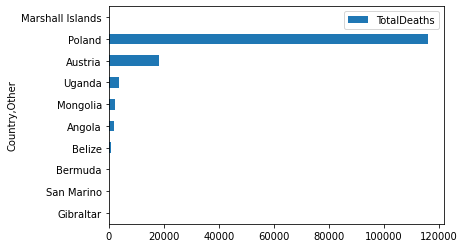 Marshall Islands
Poland
Austria
Uganda
Mongolia
Angola
Belize
Bermuda
San Marino
Gibraltar
Country,Other
TotalDeaths
0 20000 40000 60000 80000 100000 120000